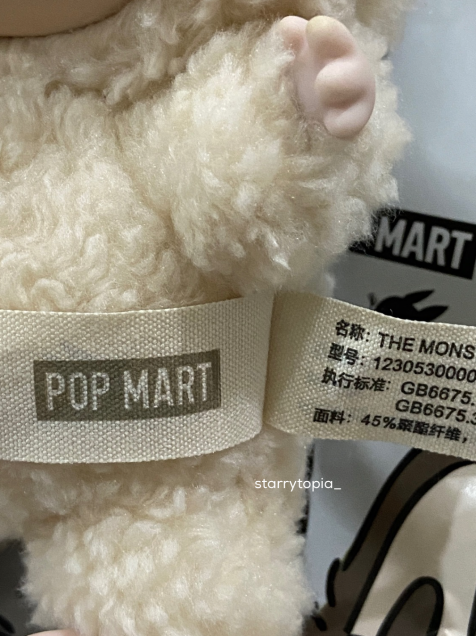 MART
POP MART
名称: THE MONS
型号: 1230530000
执行标准: GB6675.
GB6675.3
面料: 45%聚酯纤维,
starrytopia_